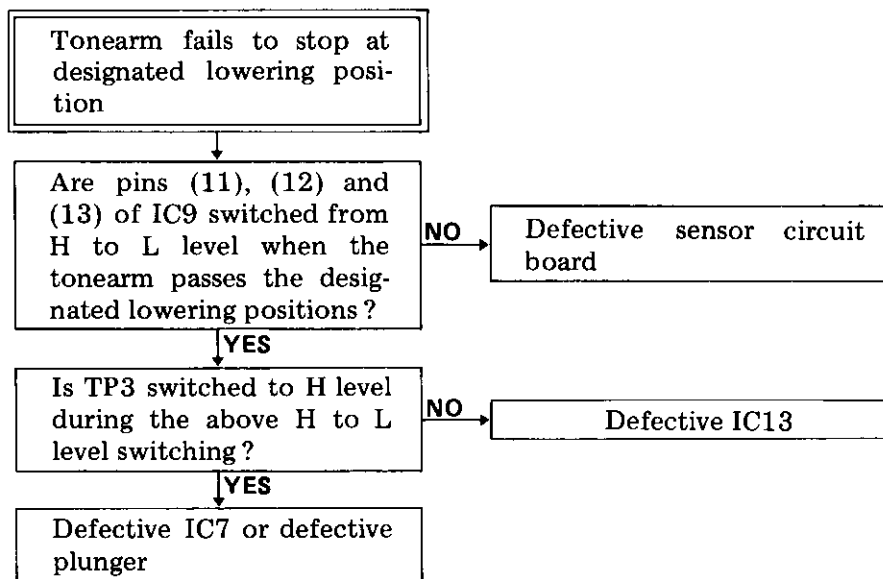 Tonearm fails to stop at
designated lowering posi-
tion
Are pins (11), (12) and
(13) of IC9 switched from
H to L level when the
tonearm passes the desig-
nated lowering positions?
NO
Defective sensor circuit
board
YES
Is TP3 switched to H level
during the above H to L
level switching?
NO
Defective IC13
YES
Defective IC7 or defective
plunger